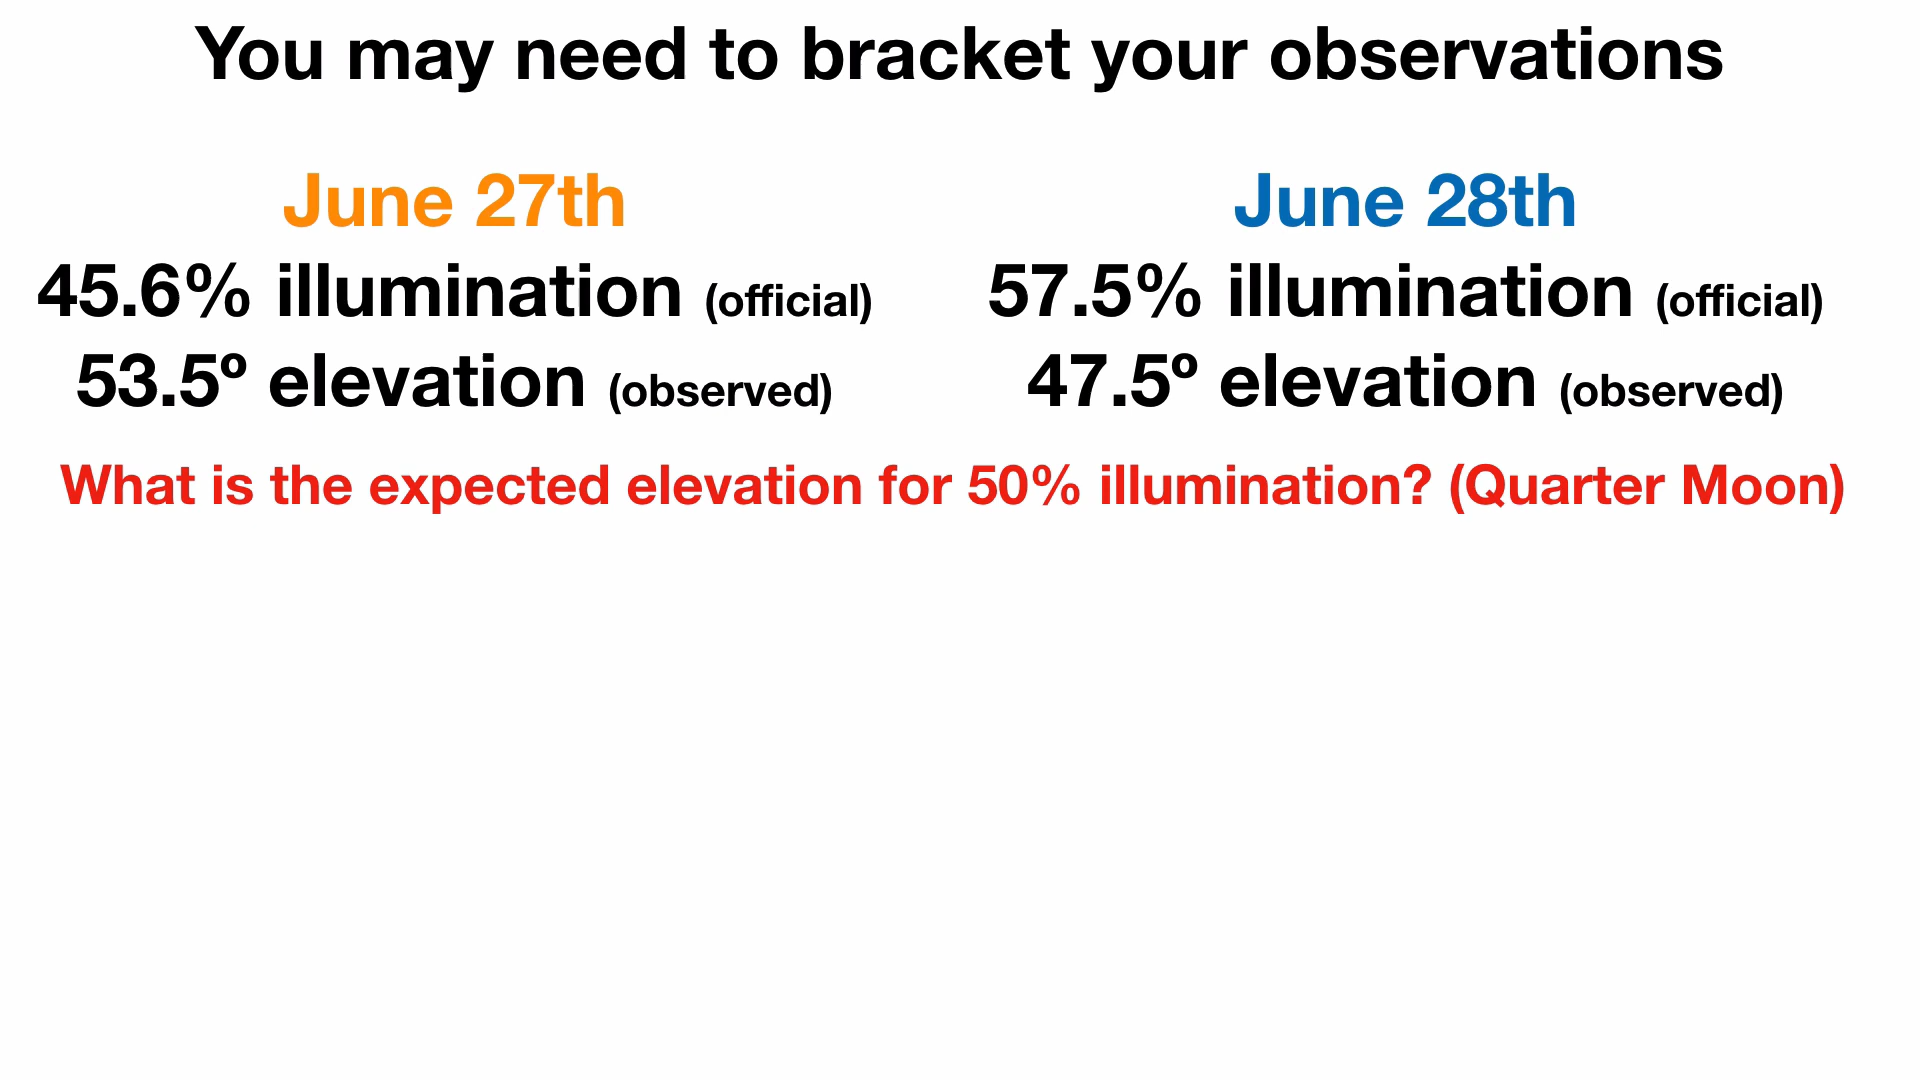 You may need to bracket your observations
June 27th
45.6% illumination (official)
53.5º elevation (observed)
June 28th
57.5% illumination (official)
47.5º elevation (observed)
What is the expected elevation for 50% illumination? (Quarter Moon)